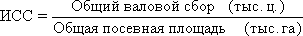 ИСС = Общий валовой сбор (тыс. ц.)
Общая посевная площадь (тыс. га)